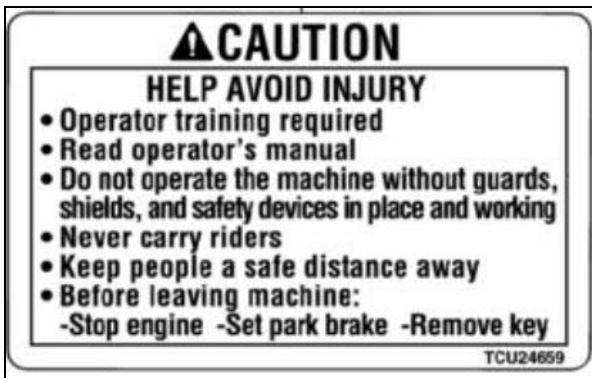 CAUTION
HELP AVOID INJURY
• Operator training required
• Read operator's manual
• Do not operate the machine without guards,
shields, and safety devices in place and working
• Never carry riders
• Keep people a safe distance away
• Before leaving machine:
-Stop engine -Set park brake -Remove key
TCU24659